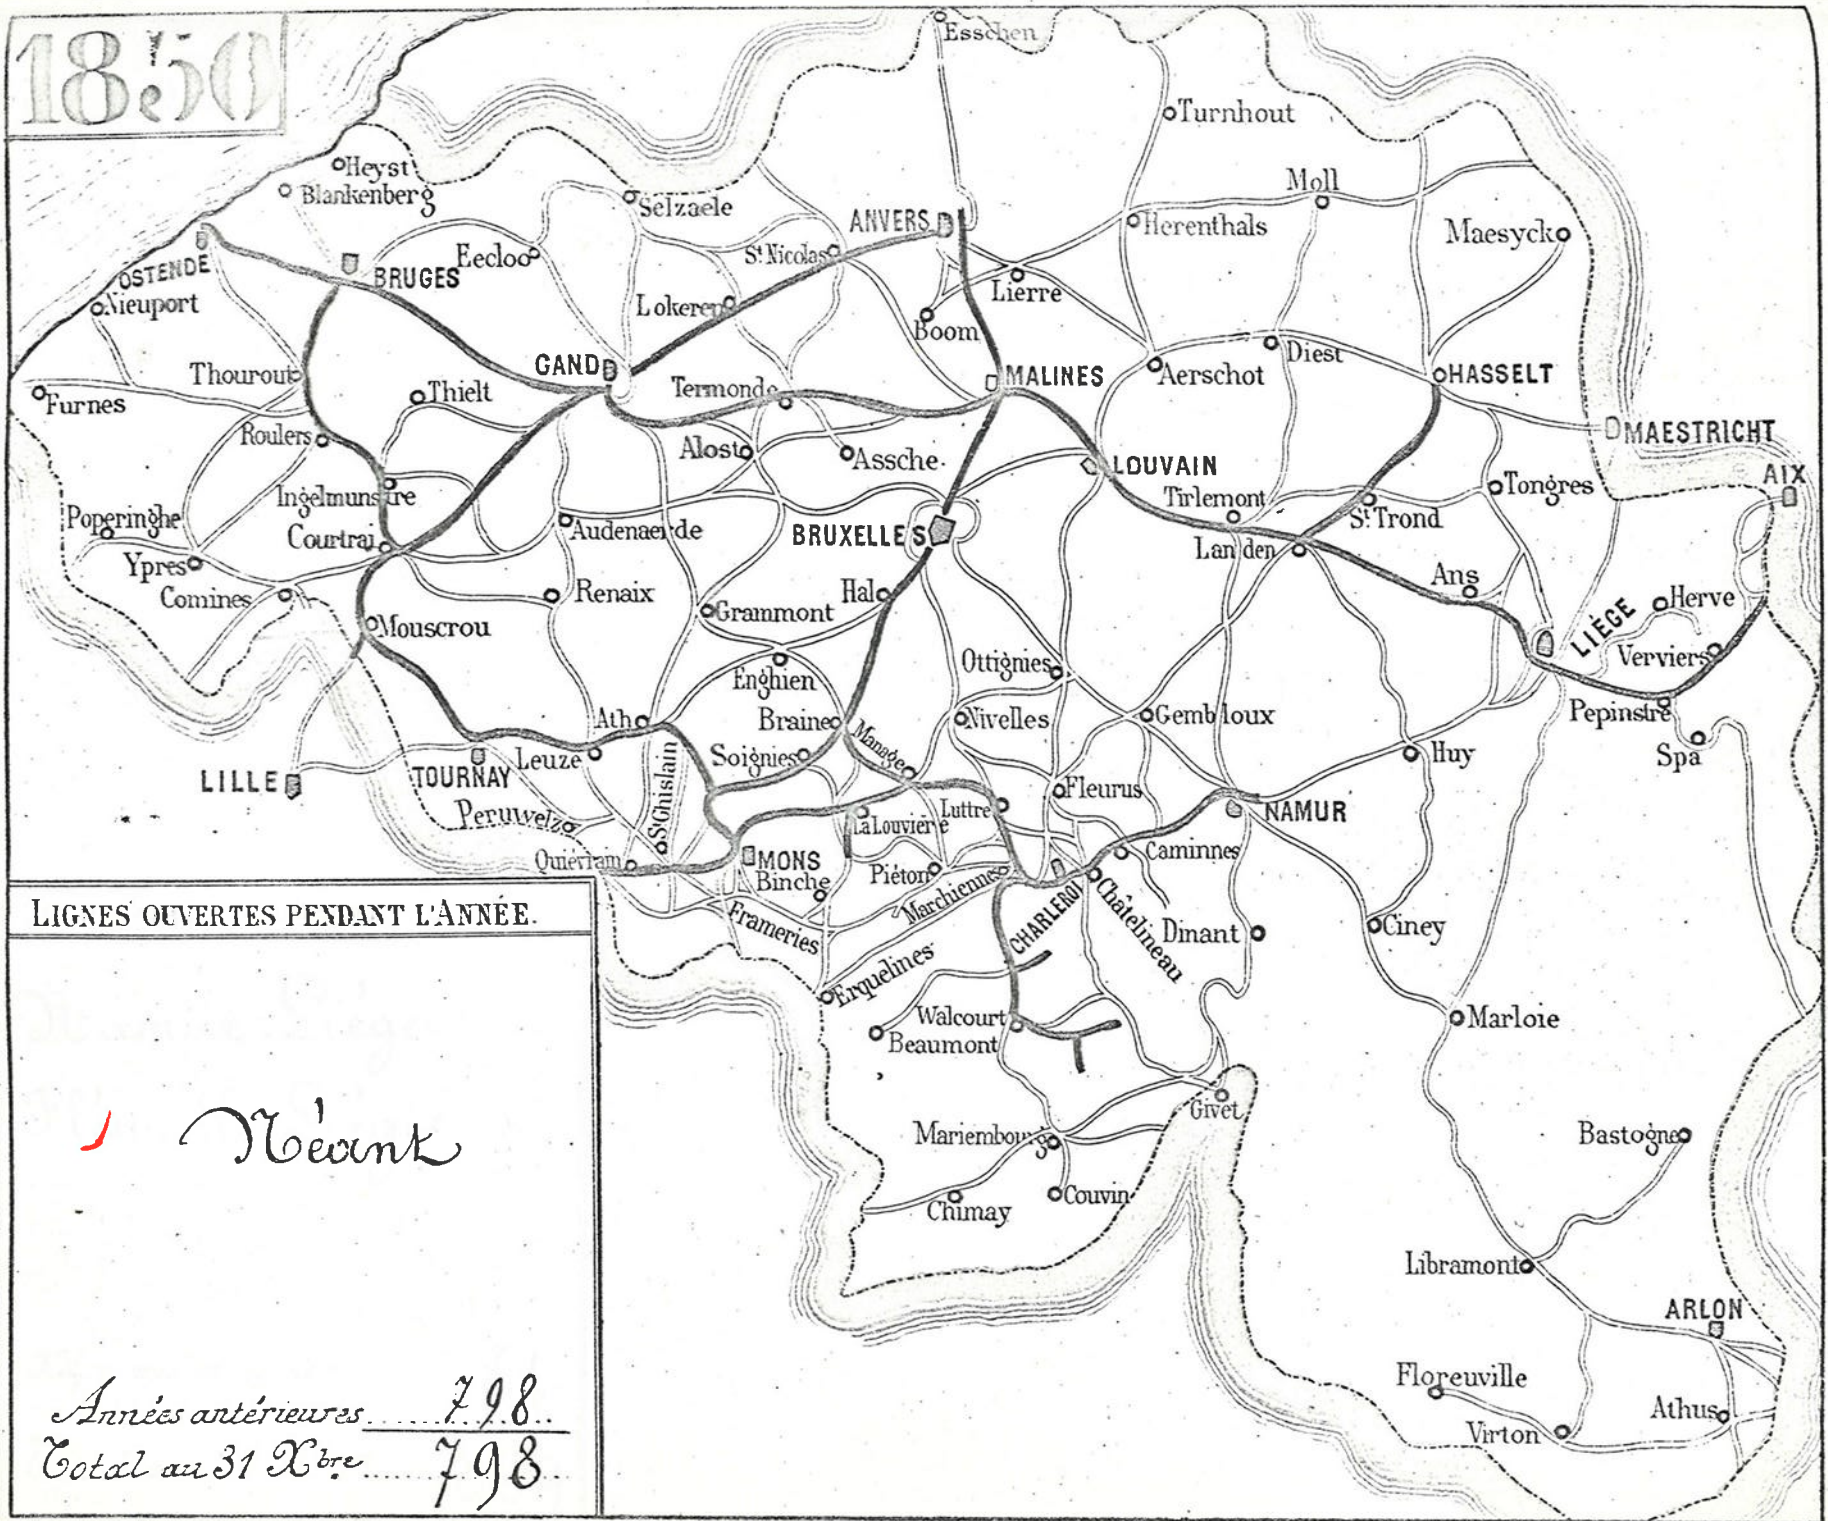 1850
Esschen
Turnhout
Heyst
Blankenberg
Selzaele
Moll
ANVERS
Herenthals
Maesyck
OSTENDE
BRUGES
Eecloo
St Nicolas
Nieuport
Lokeren
Lierre
Boom
Thourout
GAND
Termonde
MALINES
Aerschot
Diest
HASSELT
Furnes
Thielt
Roulers
Alost
Assche.
MAESTRICHT
LOUVAIN
AIX
Ingelmunstre
Tirlemont
St Trond
Tongres
Poperinghe
Courtrai
Audenaerde
BRUXELLES
Landen
Ypres
Comines
Renaix
Grammont
Hal
Ans
LIÈGE
Herve
Mouscrou
Enghien
Ottignies
Verviers
Pepinstre
Ath
Braine
Nivelles
Gembloux
Manage
Huy
Spa
LILLE
TOURNAY
Leuze
Soignies
St Ghislain
Fleurus
Peruwelz
La Louvière
Luttre
NAMUR
Quiévrain
MONS
Binche
Piéton
Marchienne
Caminnes
CHARLEROI
Châtelineau
Frameries
Dinant
Ciney
Erquelines
Walcourt
Beaumont
Marloie
Givet
Mariembourg
Bastogne
Chimay
Couvin
Libramont
ARLON
Floreuville
Virton
Athus
LIGNES OUVERTES PENDANT L'ANNÉE.
Néant
Années antérieures 798
Total au 31 Xbre 798